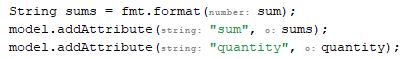 String sums = fmt.format(number: sum);
model.addAttribute(string: "sum", o: sums);
model.addAttribute(string: "quantity", o: quantity);